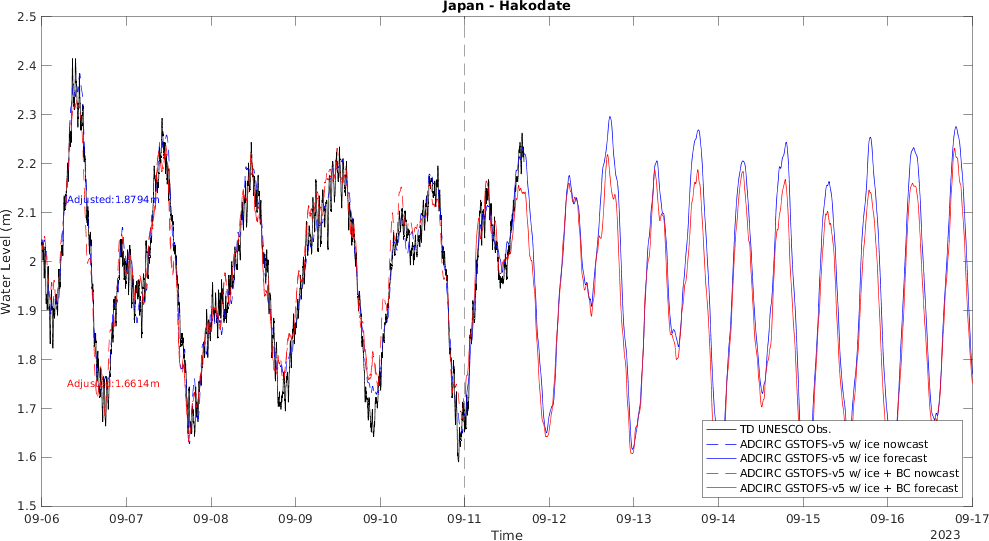 Japan - Hakodate
2.5
2.4
2.3
2.2
2.1
2
1.9
1.8
1.7
1.6
1.5
Water Level (m)
Adjusted:1.8794m
Adjusted:1.6614m
TD UNESCO Obs.
ADCIRC GSTOFS-v5 w/ ice nowcast
ADCIRC GSTOFS-v5 w/ ice forecast
ADCIRC GSTOFS-v5 w/ ice + BC nowcast
ADCIRC GSTOFS-v5 w/ ice + BC forecast
09-06 09-07 09-08 09-09 09-10 09-11 09-12 09-13 09-14 09-15 09-16 09-17
Time
2023